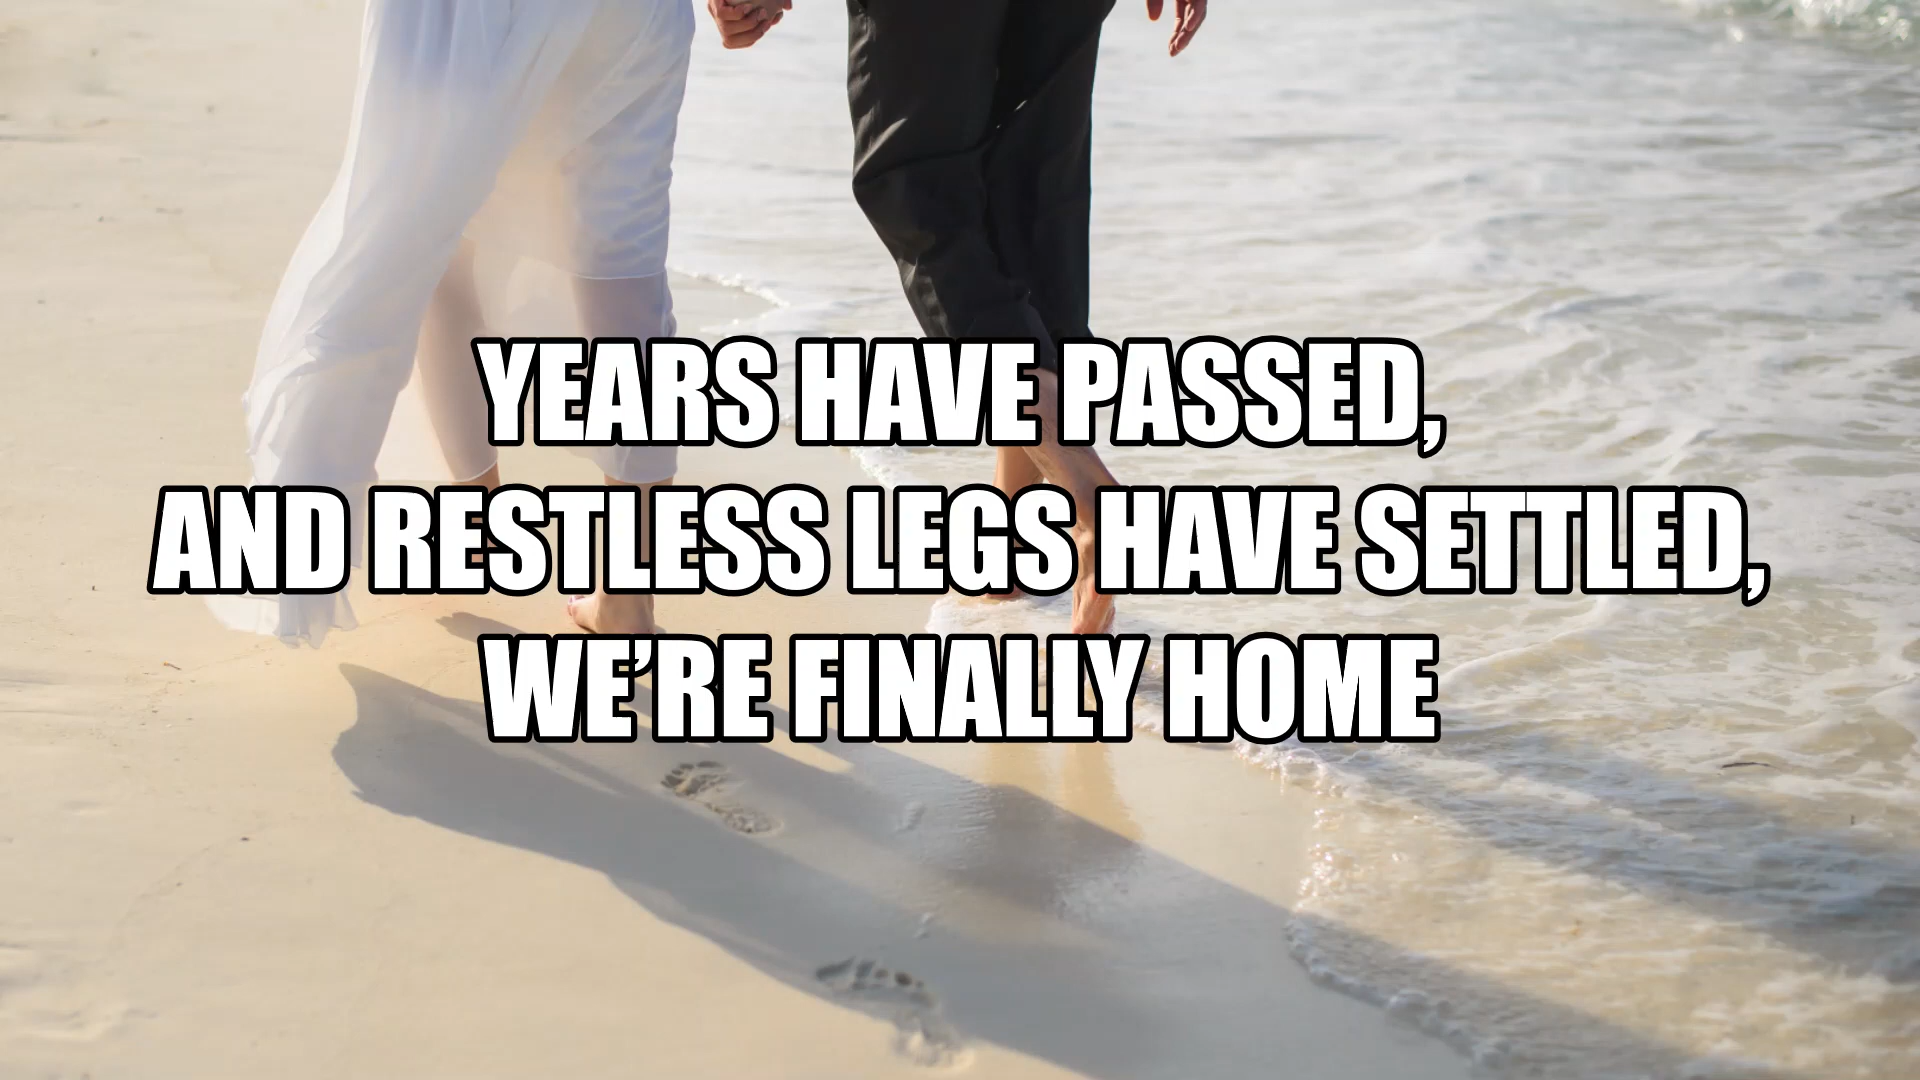 YEARS HAVE PASSED,
AND RESTLESS LEGS HAVE SETTLED,
WE’RE FINALLY HOME